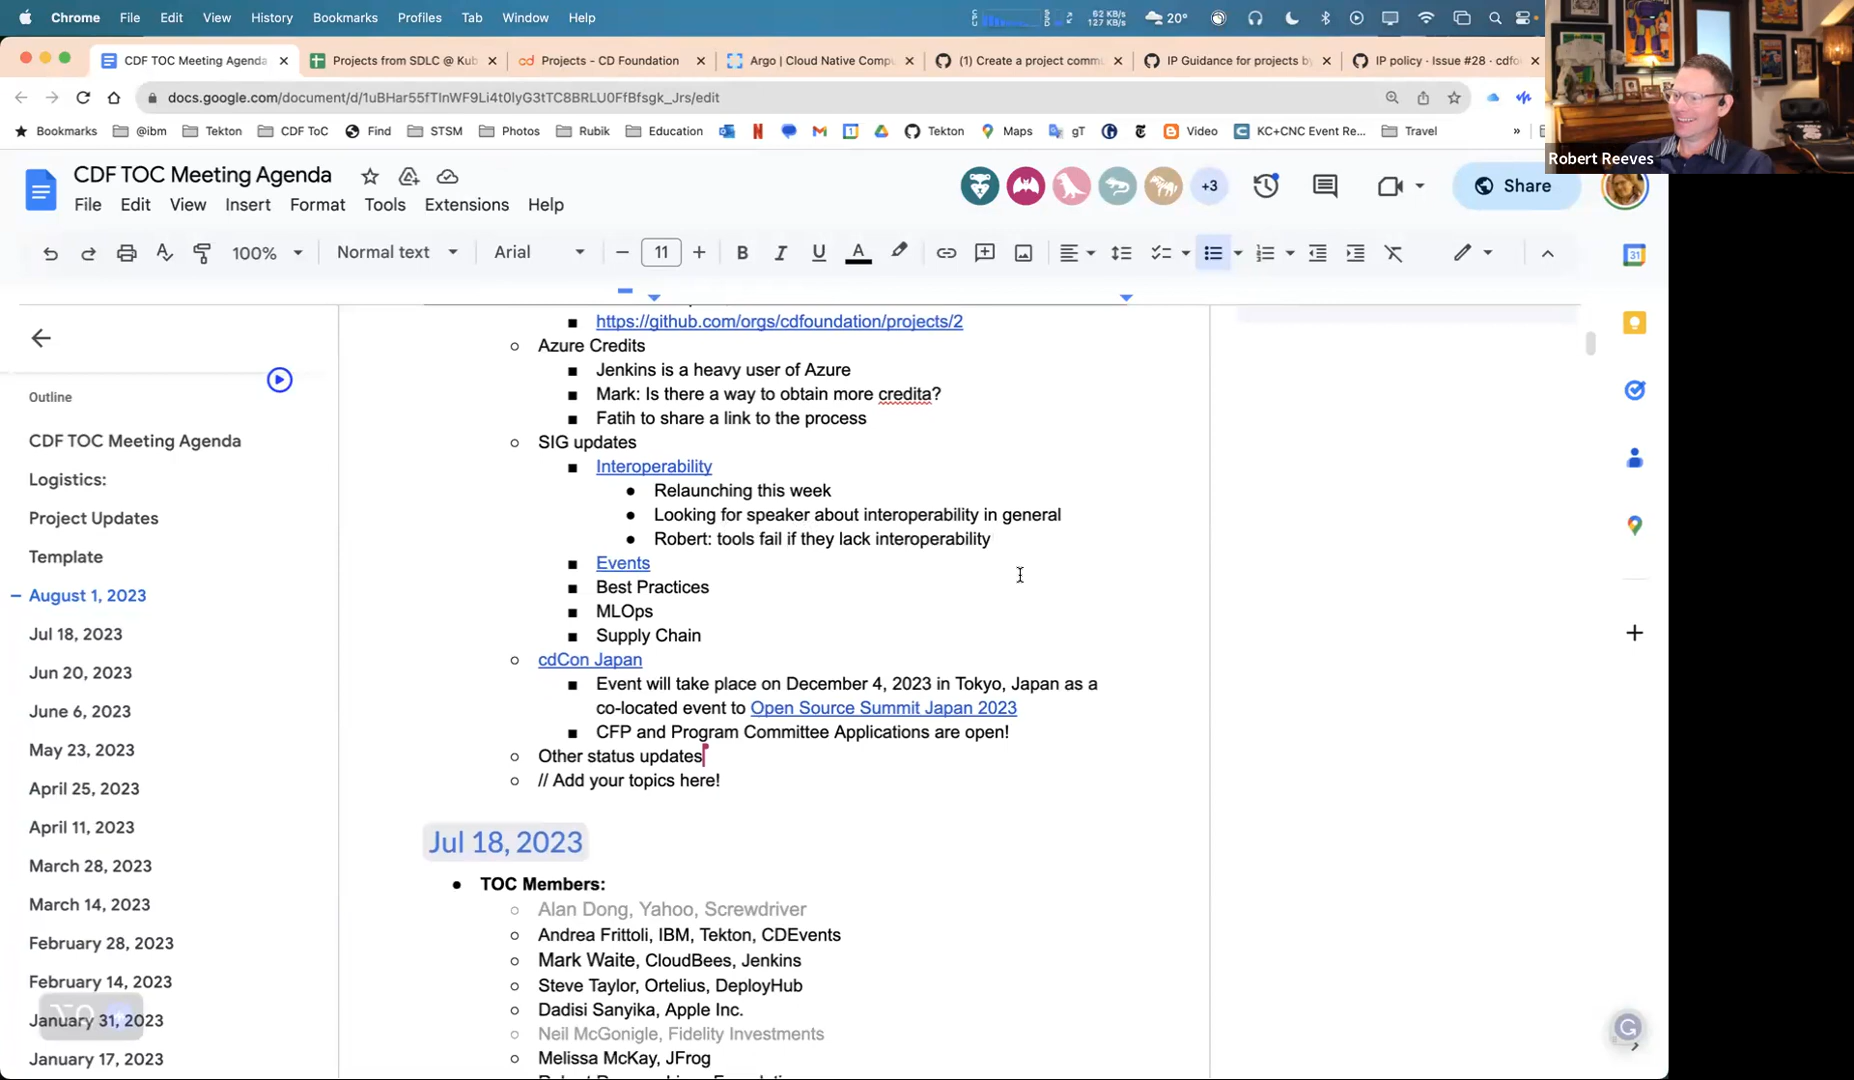 Chrome File Edit View History Bookmarks Profiles Tab Window Help 62 KB/s 127 KB/s 20°
CDF TOC Meeting Agenda Projects from SDLC @ Kub Projects - CD Foundation Argo | Cloud Native Compu (1) Create a project commu IP Guidance for projects by IP policy · Issue #28 · cdfo
docs.google.com/document/d/1uBHar55fTInWF9Li4t0lyG3tTC8BRLU0FfBfsgk_Jrs/edit
Bookmarks @ibm Tekton CDF ToC Find STSM Photos Rubik Education Tekton Maps gT Video KC+CNC Event Re... Travel »
Robert Reeves
CDF TOC Meeting Agenda
+3 Share
File Edit View Insert Format Tools Extensions Help
100% Normal text Arial 11 B I U A
https://github.com/orgs/cdfoundation/projects/2
Azure Credits
Jenkins is a heavy user of Azure
Mark: Is there a way to obtain more credita?
Fatih to share a link to the process
SIG updates
Interoperability
Relaunching this week
Looking for speaker about interoperability in general
Robert: tools fail if they lack interoperability
Events
Best Practices
MLOps
Supply Chain
cdCon Japan
Event will take place on December 4, 2023 in Tokyo, Japan as a
co-located event to Open Source Summit Japan 2023
CFP and Program Committee Applications are open!
Other status updates
// Add your topics here!
Jul 18, 2023
TOC Members:
Alan Dong, Yahoo, Screwdriver
Andrea Frittoli, IBM, Tekton, CDEvents
Mark Waite, CloudBees, Jenkins
Steve Taylor, Ortelius, DeployHub
Dadisi Sanyika, Apple Inc.
Neil McGonigle, Fidelity Investments
Melissa McKay, JFrog
Outline
CDF TOC Meeting Agenda
Logistics:
Project Updates
Template
August 1, 2023
Jul 18, 2023
Jun 20, 2023
June 6, 2023
May 23, 2023
April 25, 2023
April 11, 2023
March 28, 2023
March 14, 2023
February 28, 2023
February 14, 2023
January 31, 2023
January 17, 2023